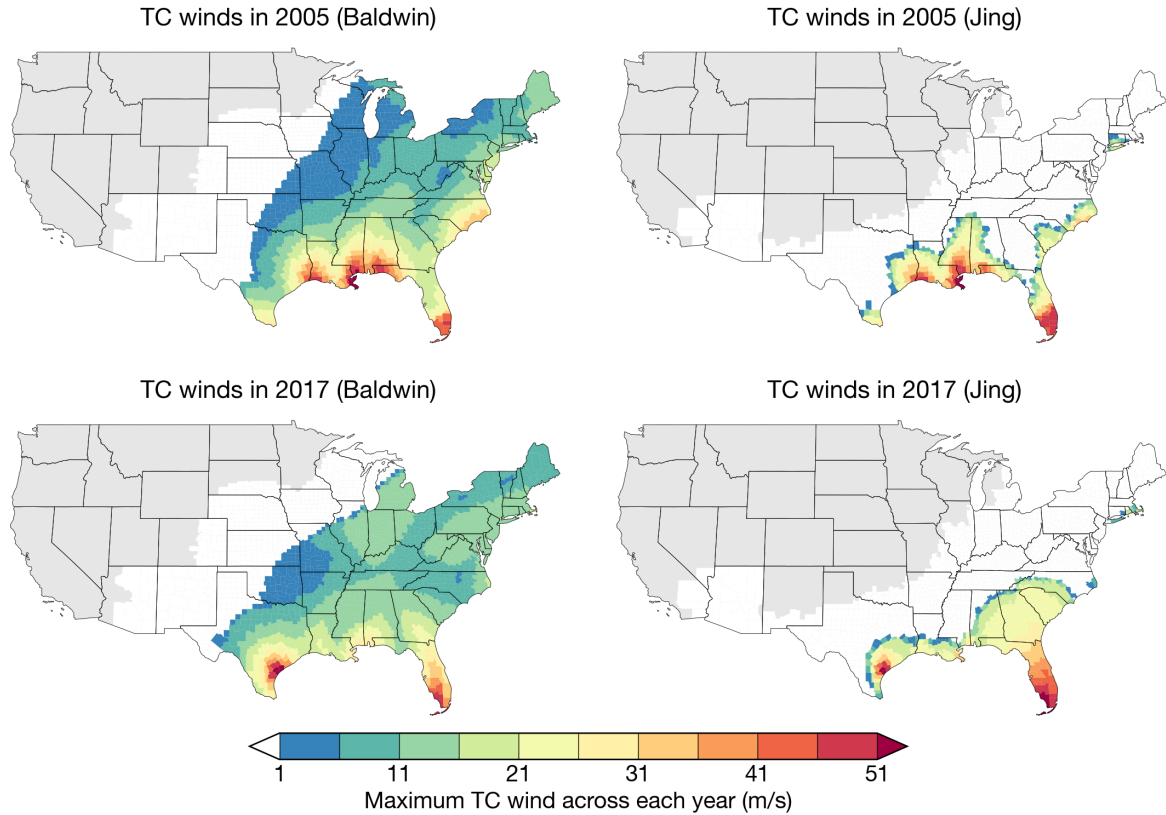 TC winds in 2005 (Baldwin)
TC winds in 2005 (Jing)
TC winds in 2017 (Baldwin)
TC winds in 2017 (Jing)
1 11 21 31 41 51
Maximum TC wind across each year (m/s)